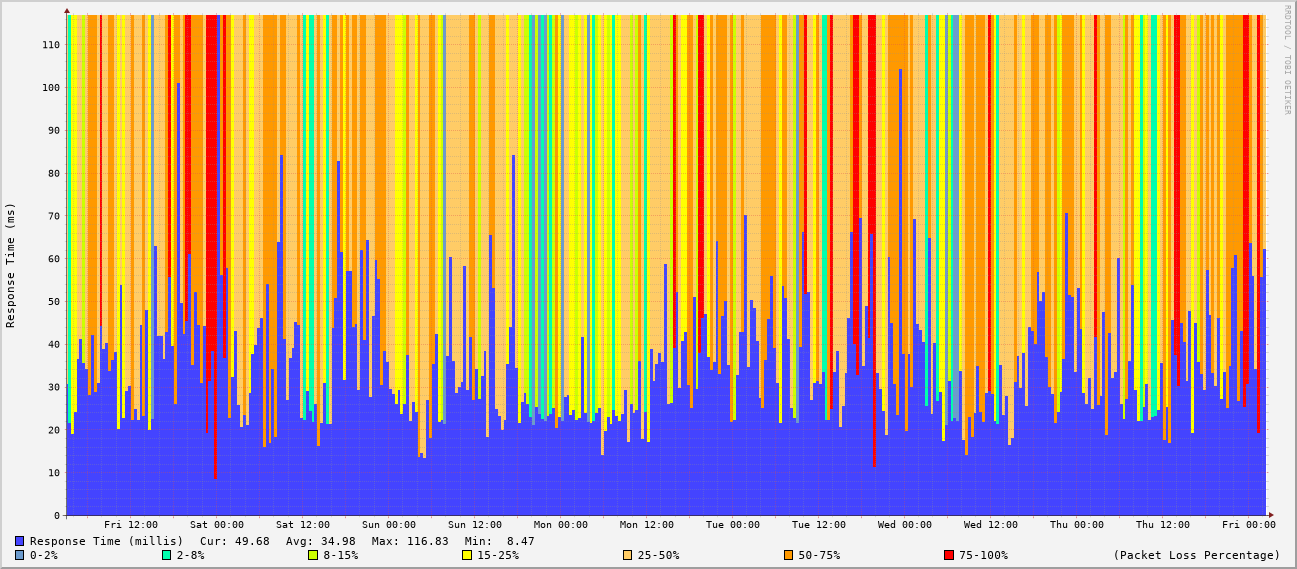 RRDTOOL / TOBI OETIKER
Response Time (ms)
110
100
90
80
70
60
50
40
30
20
10
0
Fri 12:00 Sat 00:00 Sat 12:00 Sun 00:00 Sun 12:00 Mon 00:00 Mon 12:00 Tue 00:00 Tue 12:00 Wed 00:00 Wed 12:00 Thu 00:00 Thu 12:00 Fri 00:00
Response Time (millis) Cur: 49.68 Avg: 34.98 Max: 116.83 Min: 8.47
0-2% 2-8% 8-15% 15-25% 25-50% 50-75% 75-100% (Packet Loss Percentage)